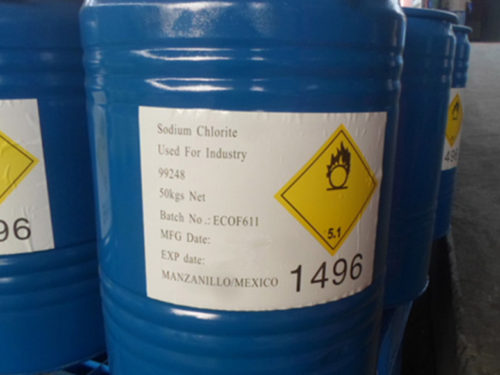 Sodium Chlorite
Used For Industry
99248
50kgs Net
Batch No .: ECOF611
MFG Date:
EXP date:
MANZANILLO/MEXICO
5.1
1496
96
496